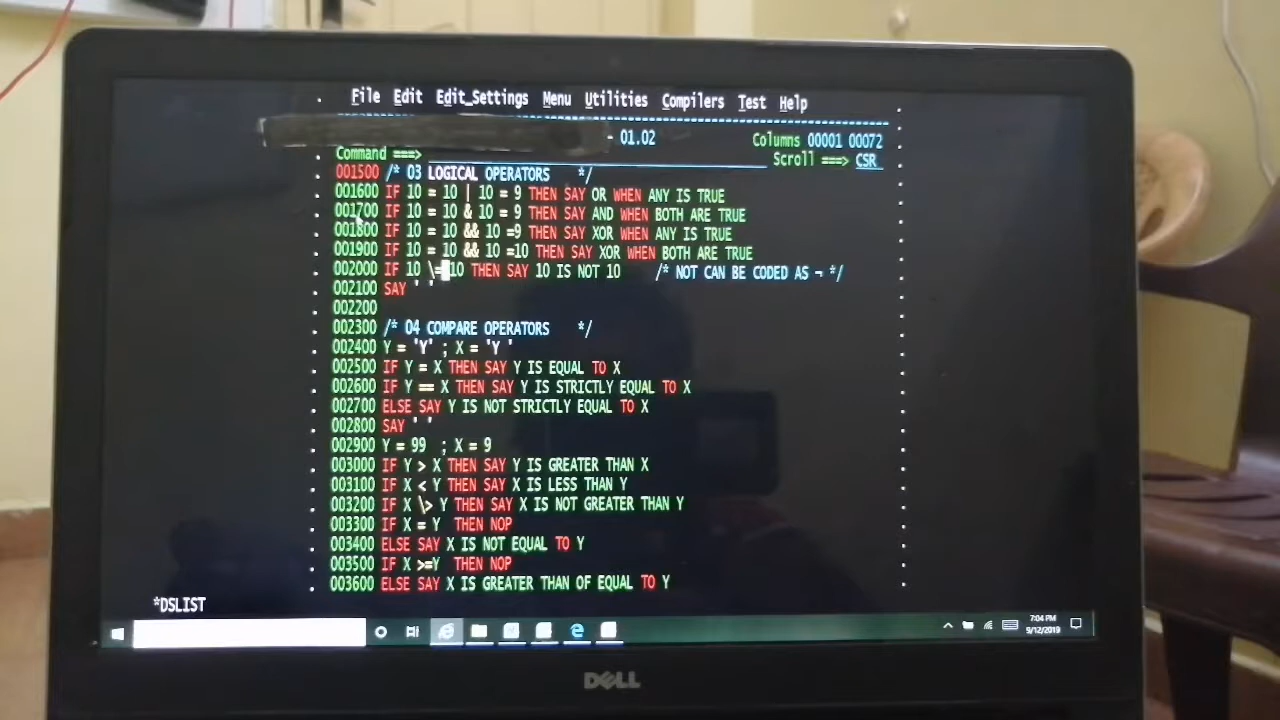 File Edit Edit_Settings Menu Utilities Compilers Test Help
- 01.02 Columns 00001 00072
Command ===> Scroll ===> CSR
001500 /* 03 LOGICAL OPERATORS */
001600 IF 10 = 10 | 10 = 9 THEN SAY OR WHEN ANY IS TRUE
001700 IF 10 = 10 & 10 = 9 THEN SAY AND WHEN BOTH ARE TRUE
001800 IF 10 = 10 && 10 =9 THEN SAY XOR WHEN ANY IS TRUE
001900 IF 10 = 10 && 10 =10 THEN SAY XOR WHEN BOTH ARE TRUE
002000 IF 10 \= 10 THEN SAY 10 IS NOT 10 /* NOT CAN BE CODED AS ¬ */
002100 SAY ' '
002200
002300 /* 04 COMPARE OPERATORS */
002400 Y = 'Y' ; X = 'Y '
002500 IF Y = X THEN SAY Y IS EQUAL TO X
002600 IF Y == X THEN SAY Y IS STRICTLY EQUAL TO X
002700 ELSE SAY Y IS NOT STRICTLY EQUAL TO X
002800 SAY ' '
002900 Y = 99 ; X = 9
003000 IF Y > X THEN SAY Y IS GREATER THAN X
003100 IF X < Y THEN SAY X IS LESS THAN Y
003200 IF X \> Y THEN SAY X IS NOT GREATER THAN Y
003300 IF X = Y THEN NOP
003400 ELSE SAY X IS NOT EQUAL TO Y
003500 IF X >=Y THEN NOP
003600 ELSE SAY X IS GREATER THAN OF EQUAL TO Y
*DSLIST
7:04 PM
9/12/2019
DELL